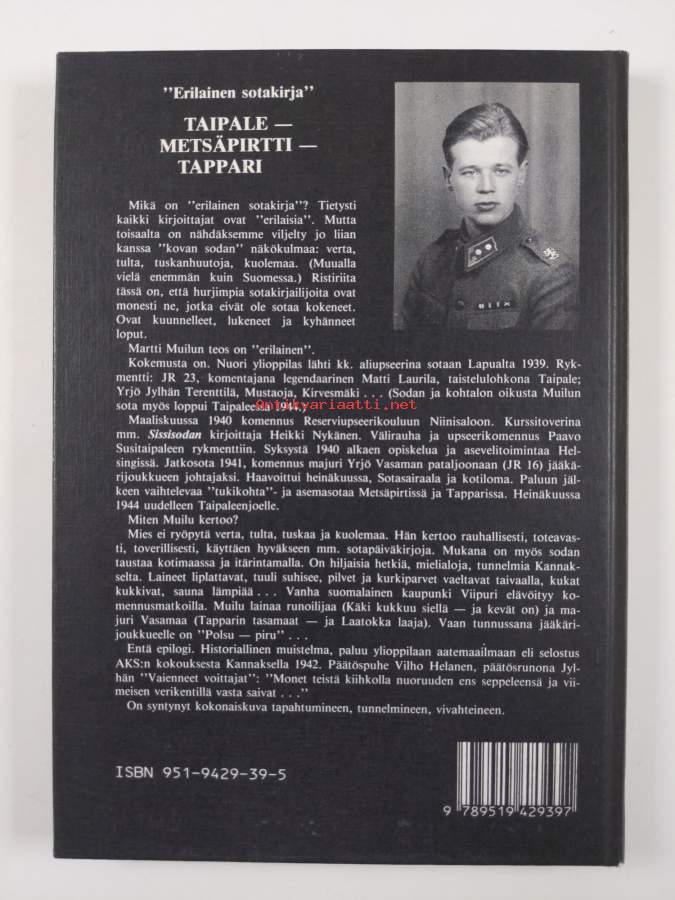 "Erilainen sotakirja"
TAIPALE —
METSÄPIRTTI —
TAPPARI
Mikä on "erilainen sotakirja"? Tietysti
kaikki kirjoittajat ovat "erilaisia". Mutta
toisaalta on nähdäksemme viljelty jo liian
kanssa "kovan sodan" näkökulmaa: verta,
tulta, tuskanhuutoja, kuolemaa. (Muualla
vielä enemmän kuin Suomessa.) Ristiriita
tässä on, että hurjimpia sotakirjailijoita ovat
monesti ne, jotka eivät ole sotaa kokeneet.
Ovat kuunnelleet, lukeneet ja kyhänneet
loput.
Martti Muilun teos on "erilainen".
Kokemusta on. Nuori ylioppilas lähti kk. aliupseerina sotaan Lapualta 1939. Ryk-
mentti: JR 23, komentajana legendaarinen Matti Laurila, taistelulohkona Taipale;
Yrjö Jylhän Terenttilä, Mustaoja, Kirvesmäki . . . (Sodan ja kohtalon oikusta Muilun
sota myös loppui Taipaleessa 1944.
Antikvariaatti.net
Maaliskuussa 1940 komennus Reserviupseerikouluun Niinisaloon. Kurssitoverina
mm. Sissisodan kirjoittaja Heikki Nykänen. Välirauha ja upseerikomennus Paavo
Susitaipaleen rykmenttiin. Syksystä 1940 alkaen opiskelua ja asevelitoimintaa Hel-
singissä. Jatkosota 1941, komennus majuri Yrjö Vasaman pataljoonaan (JR 16) jääkä-
rijoukkueen johtajaksi. Haavoittui heinäkuussa, Sotasairaala ja kotiloma. Paluun jäl-
keen vaihtelevaa "tukikohta"- ja asemasotaa Metsäpirtissä ja Tapparissa. Heinäkuussa
1944 uudelleen Taipaleenjoelle.
Miten Muilu kertoo?
Mies ei ryöpytä verta, tulta, tuskaa ja kuolemaa. Hän kertoo rauhallisesti, toteavas-
ti, toverillisesti, käyttäen hyväkseen mm. sotapäiväkirjoja. Mukana on myös sodan
taustaa kotimaassa ja itärintamalla. On hiljaisia hetkiä, mielialoja, tunnelmia Kannak-
selta. Laineet liplattavat, tuuli suhisee, pilvet ja kurkiparvet vaeltavat taivaalla, kukat
kukkivat, sauna lämpiää . . . Vanha suomalainen kaupunki Viipuri elävöityy ko-
mennusmatkoilla. Muilu lainaa runoilijaa (Käki kukkuu siellä — ja kevät on) ja ma-
juri Vasamaa (Tapparin tasamaat — ja Laatokka laaja). Vaan tunnussana jääkäri-
joukkueelle on "Polsu — piru" . . .
Entä epilogi. Historiallinen muistelma, paluu ylioppilaan aatemaailmaan eli selostus
AKS:n kokouksesta Kannaksella 1942. Päätöspuhe Vilho Helanen, päätösrunona Jyl-
hän "Vaienneet voittajat": "Monet teistä kiihkolla nuoruuden ens seppeleensä ja vii-
meisen verikentillä vasta saivat . . ."
On syntynyt kokonaiskuva tapahtumineen, tunnelmineen, vivahteineen.
ISBN 951-9429-39-5
9 789519 429397